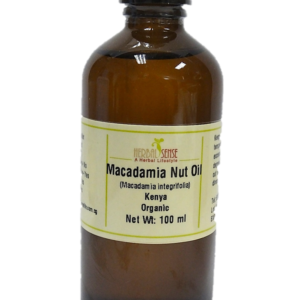 HERBAL SENSE
A Herbal Lifestyle
Macadamia Nut Oil
(Macadamia integrifolia)
Kenya
Organic
Net Wt: 100 ml